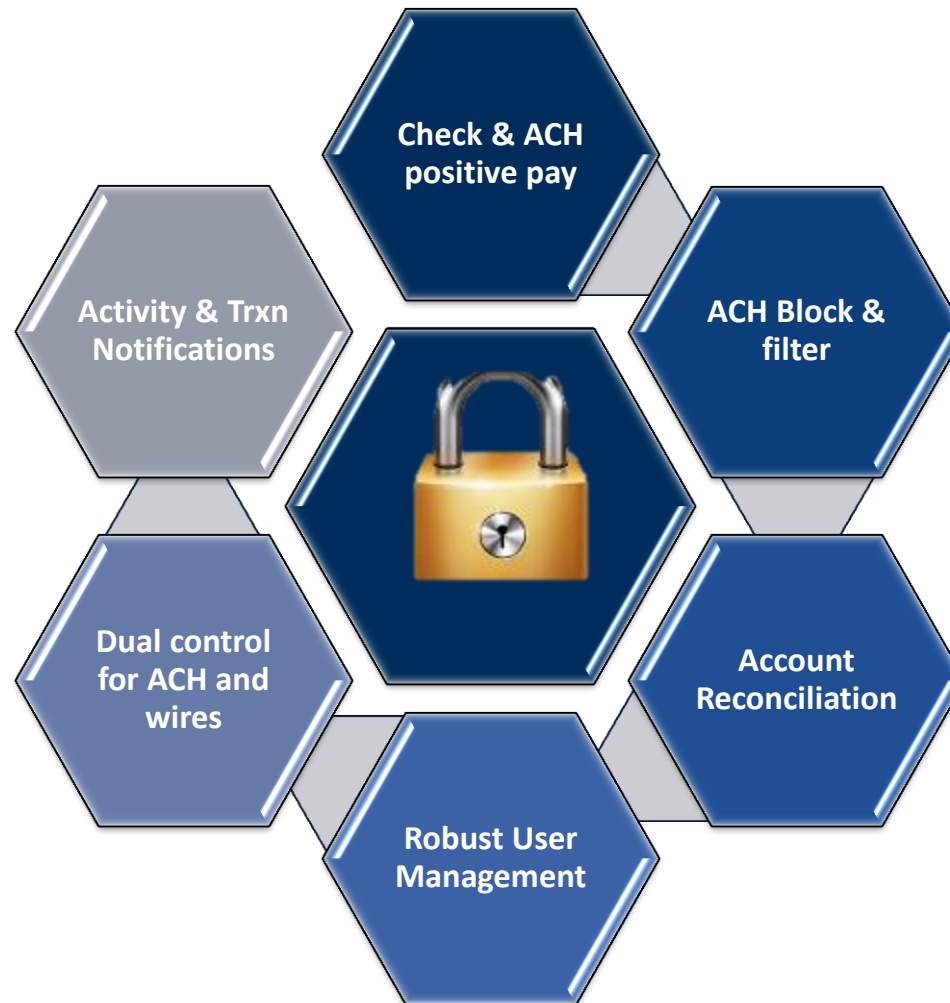 Check & ACH
positive pay
ACH Block &
filter
Account
Reconciliation
Robust User
Management
Dual control
for ACH and
wires
Activity & Trxn
Notifications